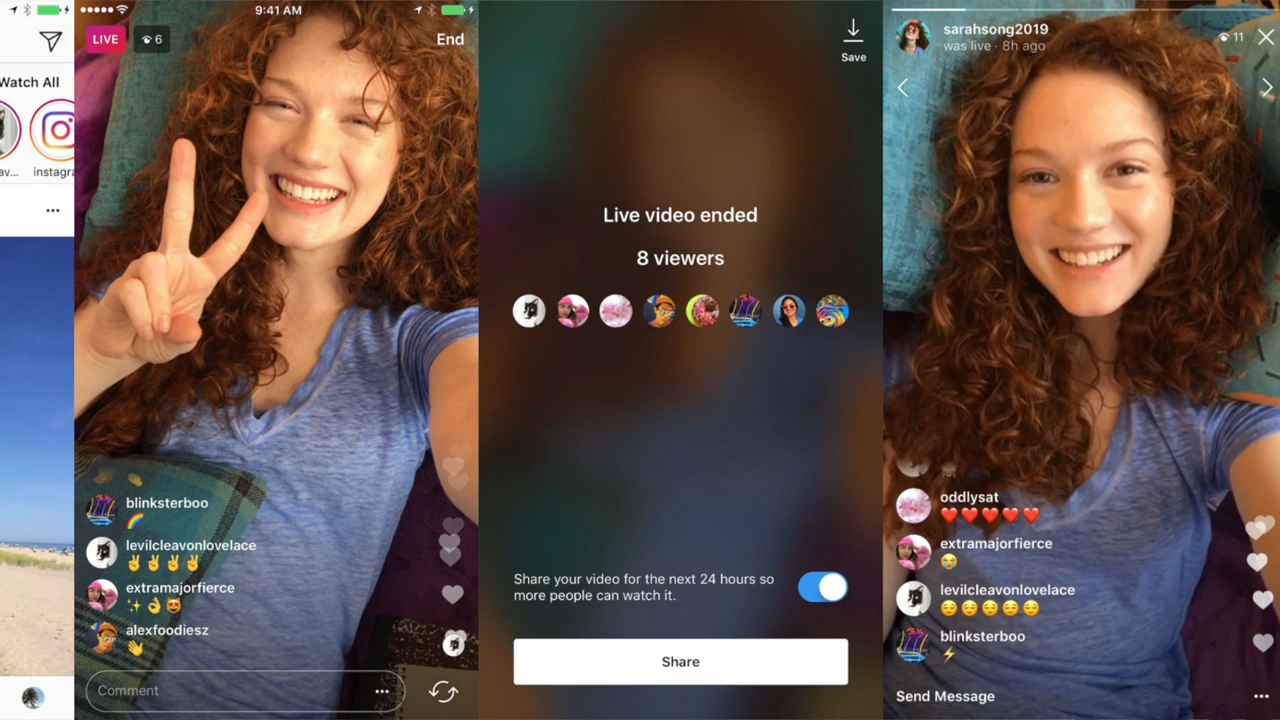 Watch All
av...
instagra
9:41 AM
LIVE
6
End
blinksterboo
🌈
levilcleavonlovelace
✌️✌️✌️✌️
extramajorfierce
✨👌😻
alexfoodiesz
👋
Comment
Save
Live video ended
8 viewers
Share your video for the next 24 hours so
more people can watch it.
Share
sarahsong2019
was live · 8h ago
11
oddlysat
❤️❤️❤️❤️❤️
extramajorfierce
😭
levilcleavonlovelace
😌😌😌😌😌
blinksterboo
⚡
Send Message